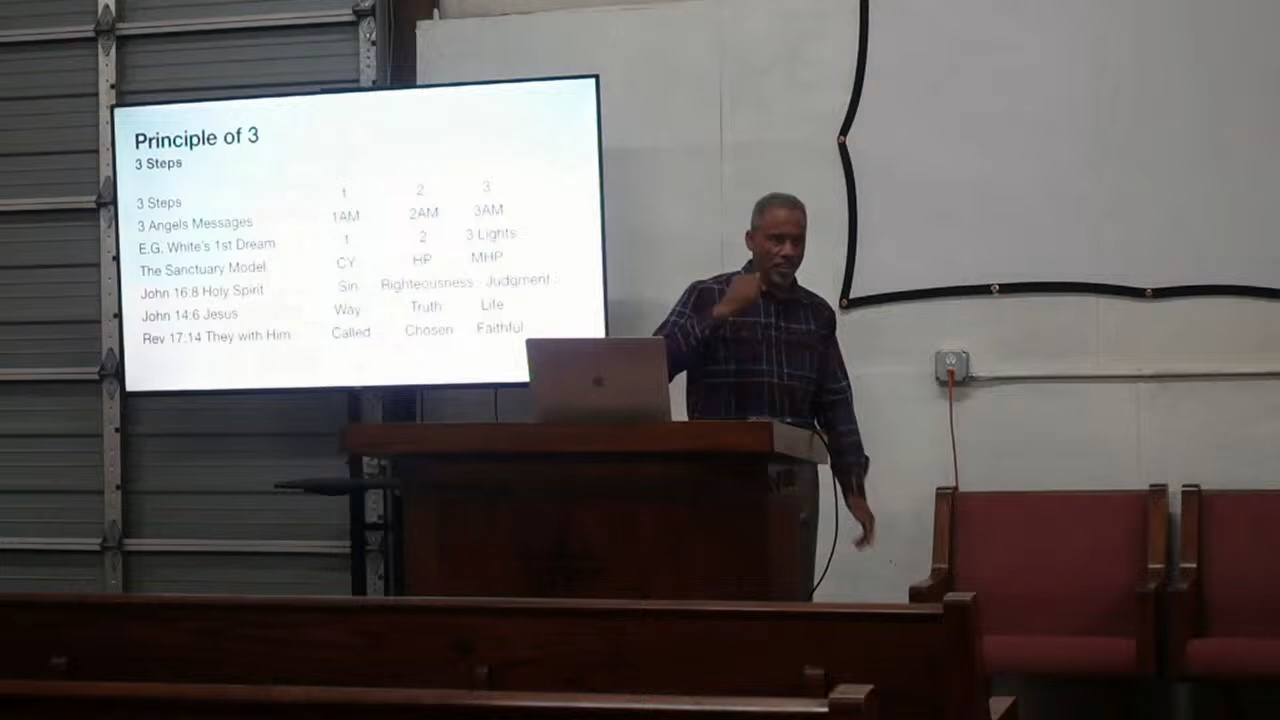 Principle of 3
3 Steps
3 Steps 1 2 3
3 Angels Messages 1AM 2AM 3AM
E.G. White's 1st Dream 1 2 3 Lights
The Sanctuary Model CY HP MHP
John 16:8 Holy Spirit Sin Righteousness Judgment
John 14:6 Jesus Way Truth Life
Rev 17:14 They with Him Called Chosen Faithful